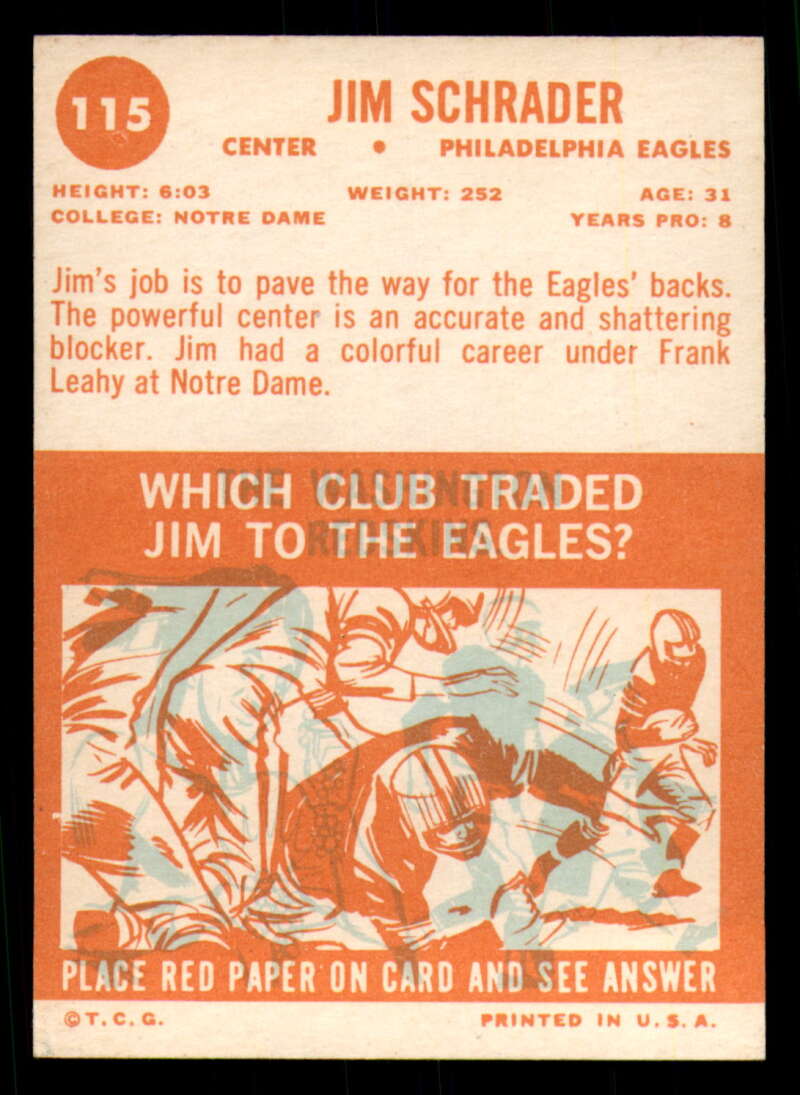 115
JIM SCHRADER
CENTER • PHILADELPHIA EAGLES
HEIGHT: 6:03 WEIGHT: 252 AGE: 31
COLLEGE: NOTRE DAME YEARS PRO: 8
Jim's job is to pave the way for the Eagles' backs.
The powerful center is an accurate and shattering
blocker. Jim had a colorful career under Frank
Leahy at Notre Dame.
THE WASHINGTON
REDSKINS
WHICH CLUB TRADED
JIM TO THE EAGLES?
PLACE RED PAPER ON CARD AND SEE ANSWER
© T. C. G. PRINTED IN U. S. A.